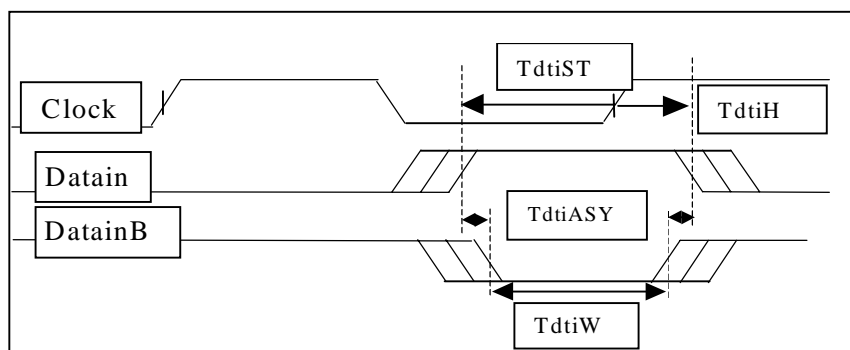 TdtiST
Clock
TdtiH
Datain
TdtiASY
DatainB
TdtiW